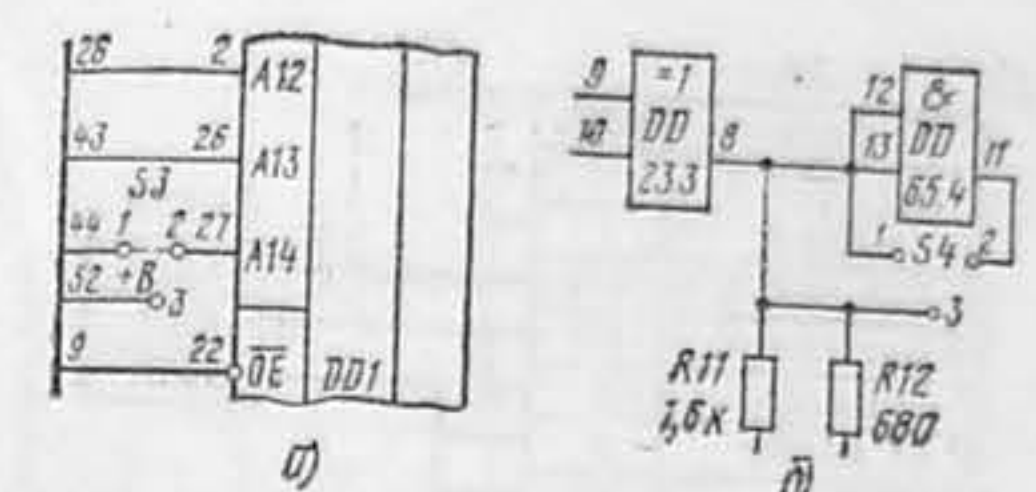 26 2 A12
43 26 A13
S3
44 1 2 27 A14
52 +B 3
9 22 OE DD1
9 =1 8
10 DD
23.3
12 & 11
13 DD
65.4
1 S4 2
3
R11
1,6к
R12
680